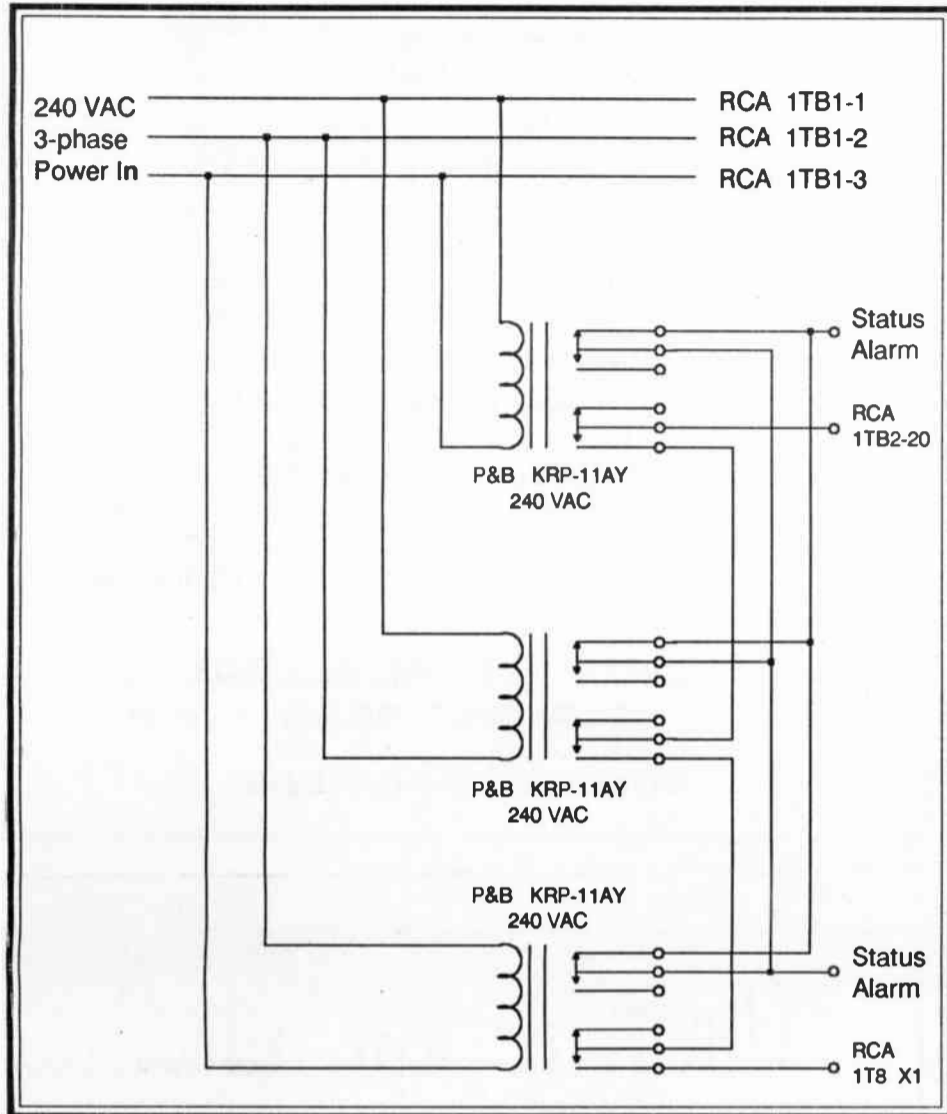 240 VAC
3-phase
Power In
RCA 1TB1-1
RCA 1TB1-2
RCA 1TB1-3
Status
Alarm
RCA
1TB2-20
P&B KRP-11AY
240 VAC
P&B KRP-11AY
240 VAC
P&B KRP-11AY
240 VAC
Status
Alarm
RCA
1T8 X1